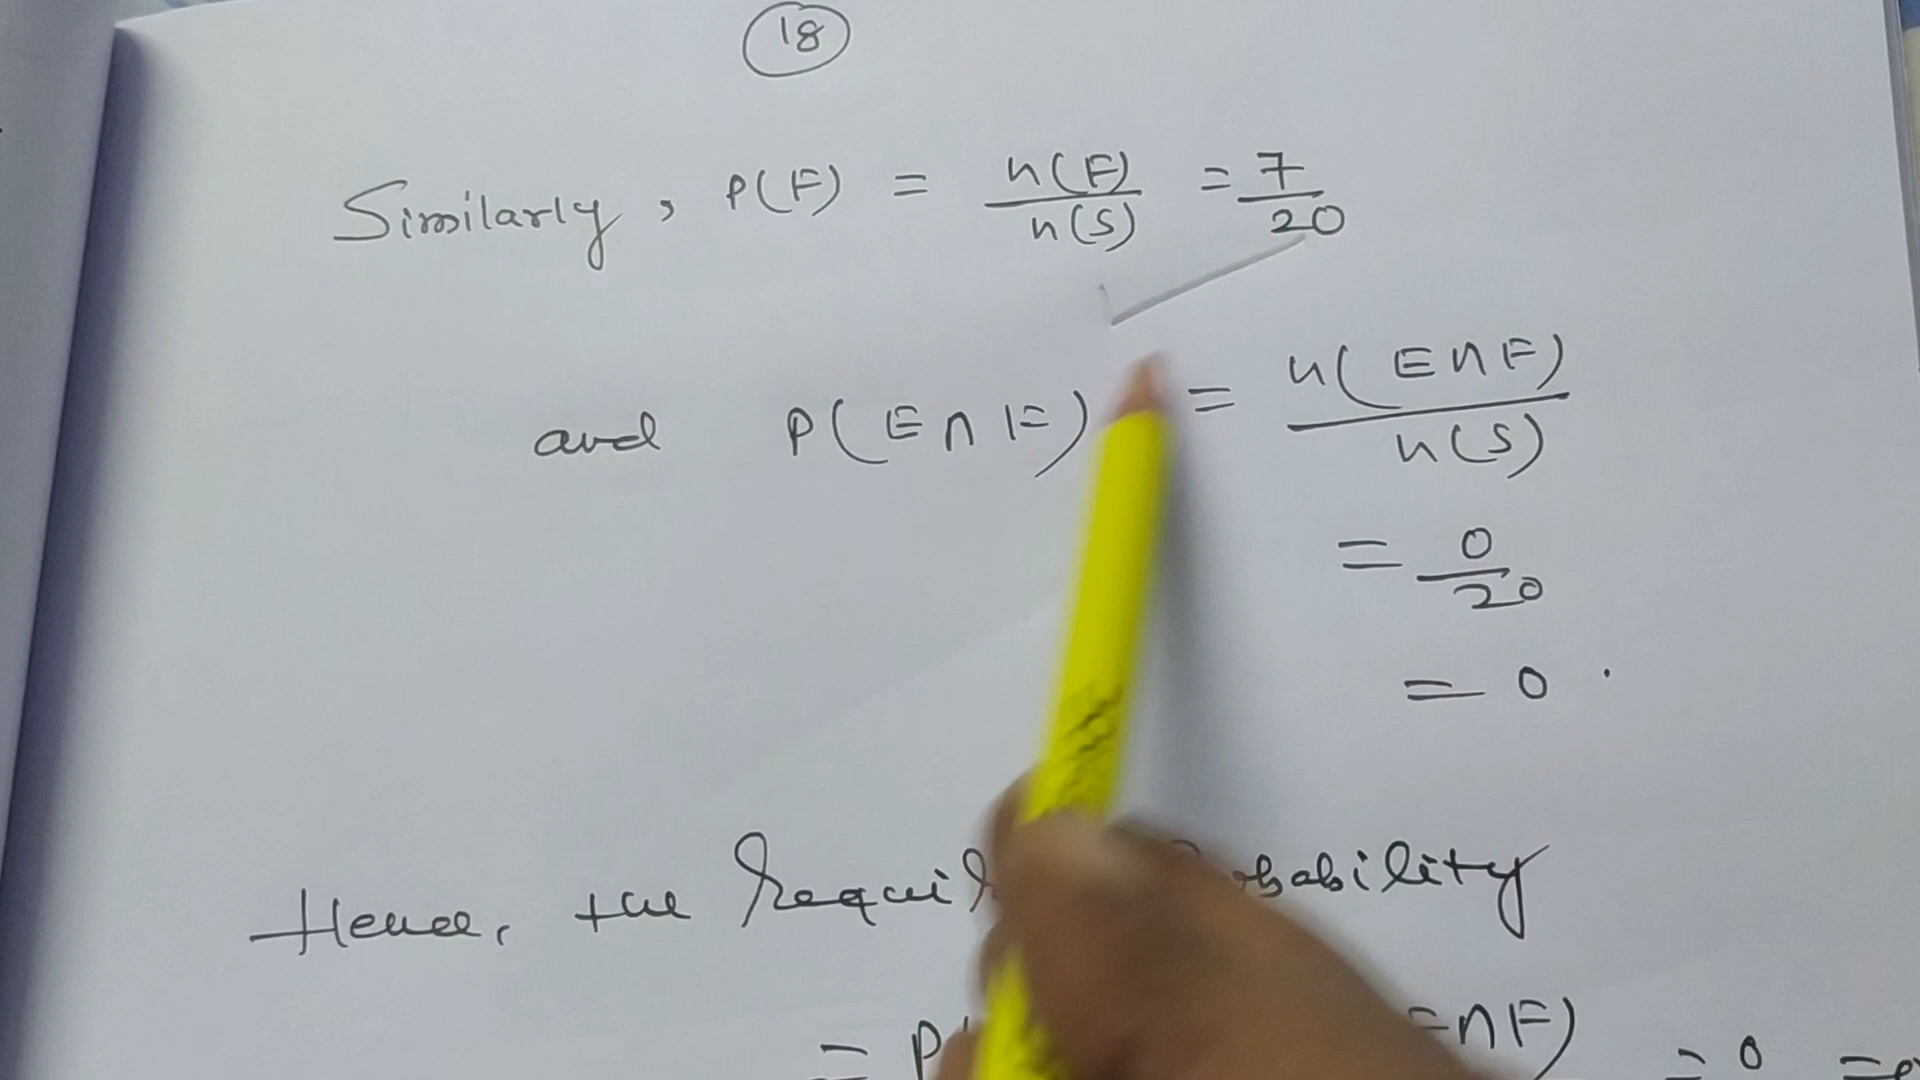 18
Similarly, P(F) = n(F)/n(S) = 7/20
and P(E∩F) = n(E∩F)/n(S)
= 0/20
= 0.
Hence, the
= P ∩F) = 0 =